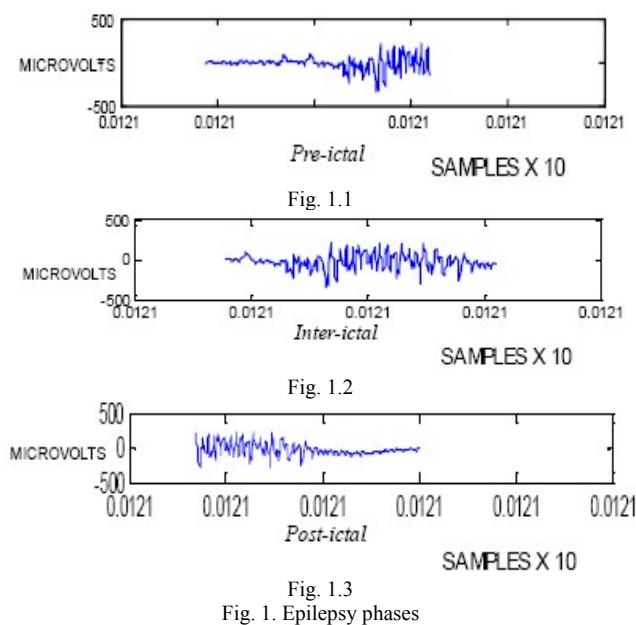 500
MICROVOLTS 0
-500
0.0121 0.0121 0.0121 0.0121 0.0121
Pre-ictal
SAMPLES X 10
Fig. 1.1
500
MICROVOLTS 0
-500
0.0121 0.0121 0.0121 0.0121 0.0121
Inter-ictal
SAMPLES X 10
Fig. 1.2
500
MICROVOLTS 0
-500
0.0121 0.0121 0.0121 0.0121 0.0121 0.0121
Post-ictal
SAMPLES X 10
Fig. 1.3
Fig. 1. Epilepsy phases